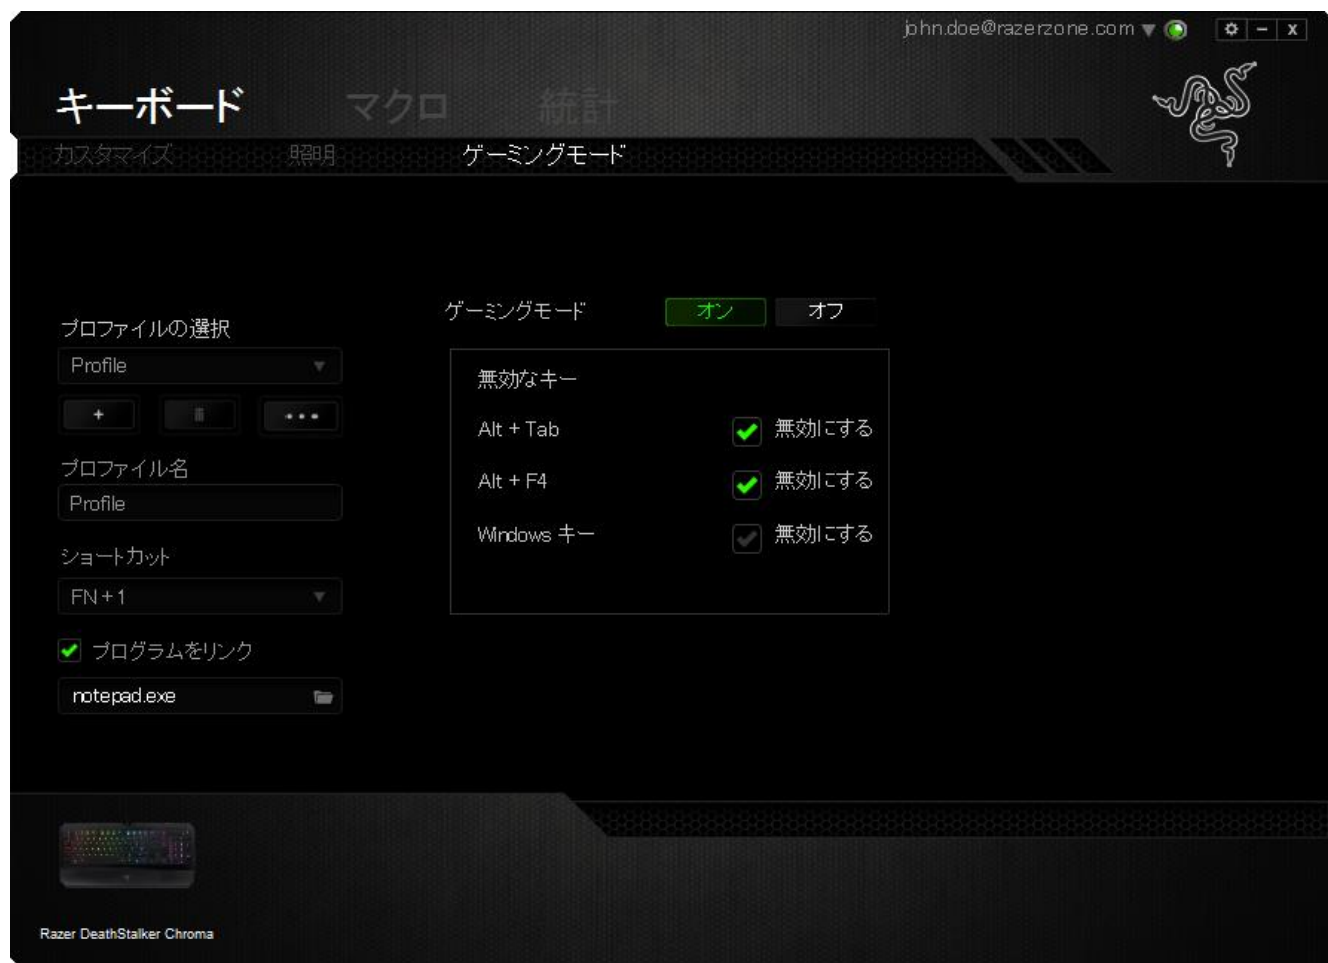 john.doe@razerzone.com
キーボード マクロ 統計
カスタマイズ 照明 ゲーミングモード
プロファイルの選択
Profile
プロファイル名
Profile
ショートカット
FN + 1
プログラムをリンク
notepad.exe
ゲーミングモード オン オフ
無効なキー
Alt + Tab 無効にする
Alt + F4 無効にする
Windows キー 無効にする
Razer DeathStalker Chroma